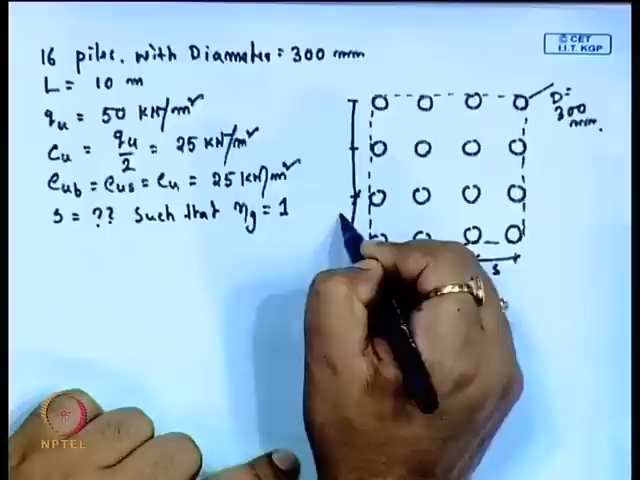 © CET
I.I.T. KGP
16 piles. with Diameter = 300 mm
L = 10 m
qu = 50 KN/m²
Cu = qu/2 = 25 KN/m²
Cub = Cus = Cu = 25 KN/m²
S = ?? Such that ηg = 1
D =
300
mm.
s
NPTEL